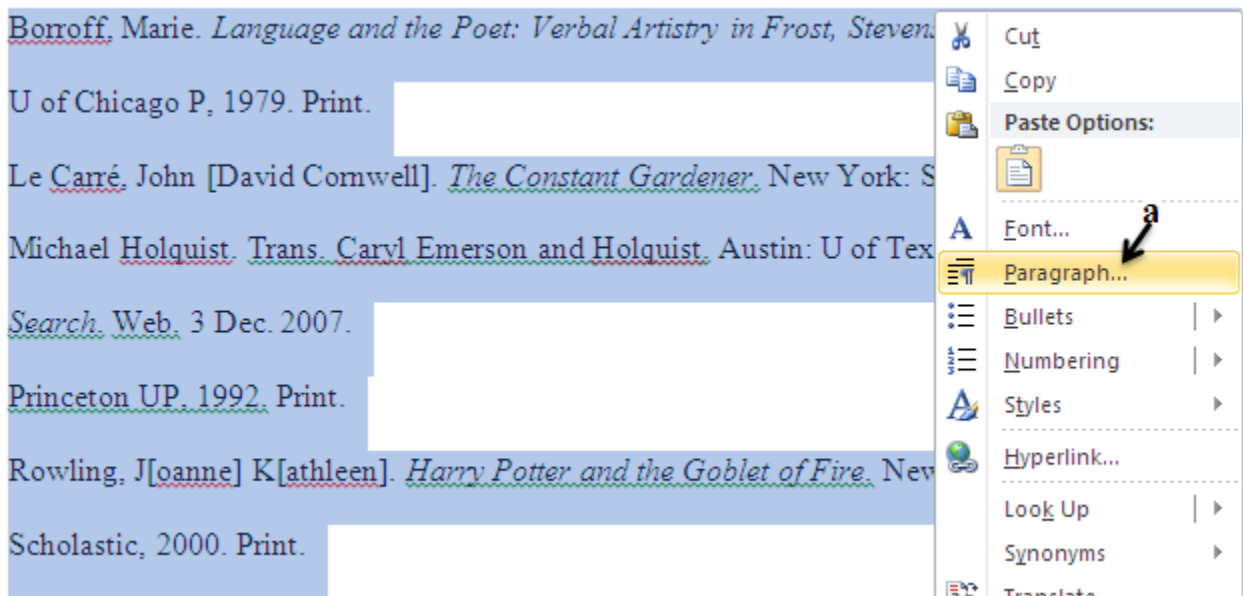 Borroff, Marie. Language and the Poet: Verbal Artistry in Frost, Stevens
U of Chicago P, 1979. Print.
Le Carré, John [David Cornwell]. The Constant Gardener. New York: S
Michael Holquist. Trans. Caryl Emerson and Holquist. Austin: U of Tex
Search. Web. 3 Dec. 2007.
Princeton UP, 1992. Print.
Rowling, J[oanne] K[athleen]. Harry Potter and the Goblet of Fire. New
Scholastic, 2000. Print.
Cut
Copy
Paste Options:
a
Font...
Paragraph...
Bullets
Numbering
Styles
Hyperlink...
Look Up
Synonyms
Translate